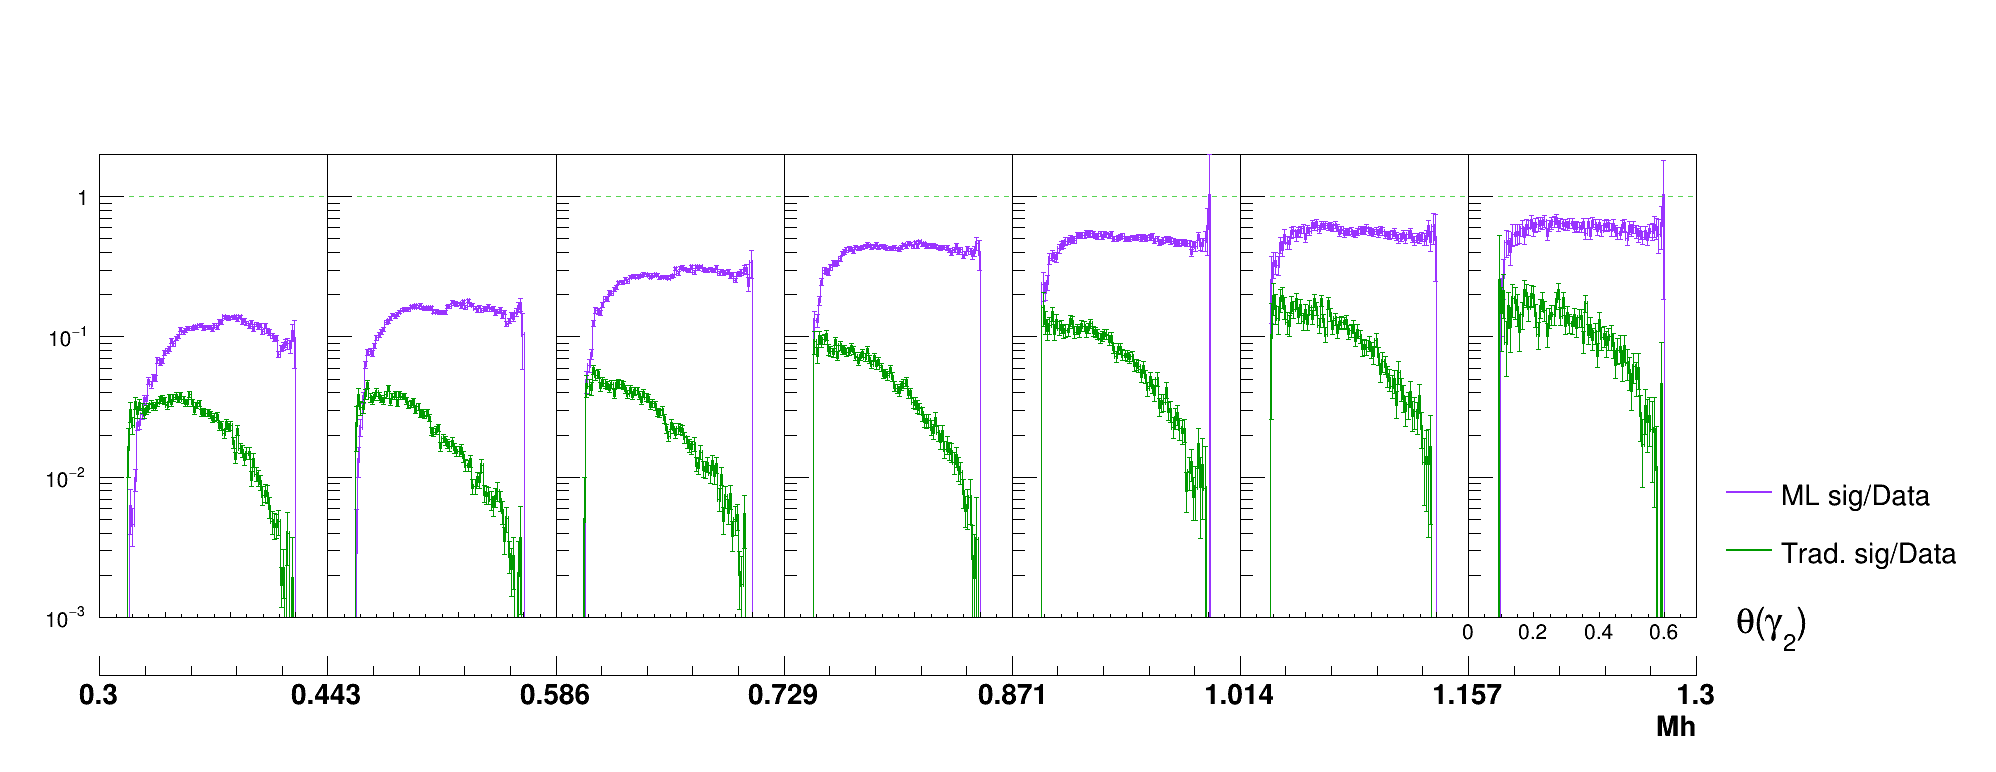 1
10⁻¹
10⁻²
10⁻³
ML sig/Data
Trad. sig/Data
θ(γ₂)
0 0.2 0.4 0.6
0.3 0.443 0.586 0.729 0.871 1.014 1.157 1.3
Mh